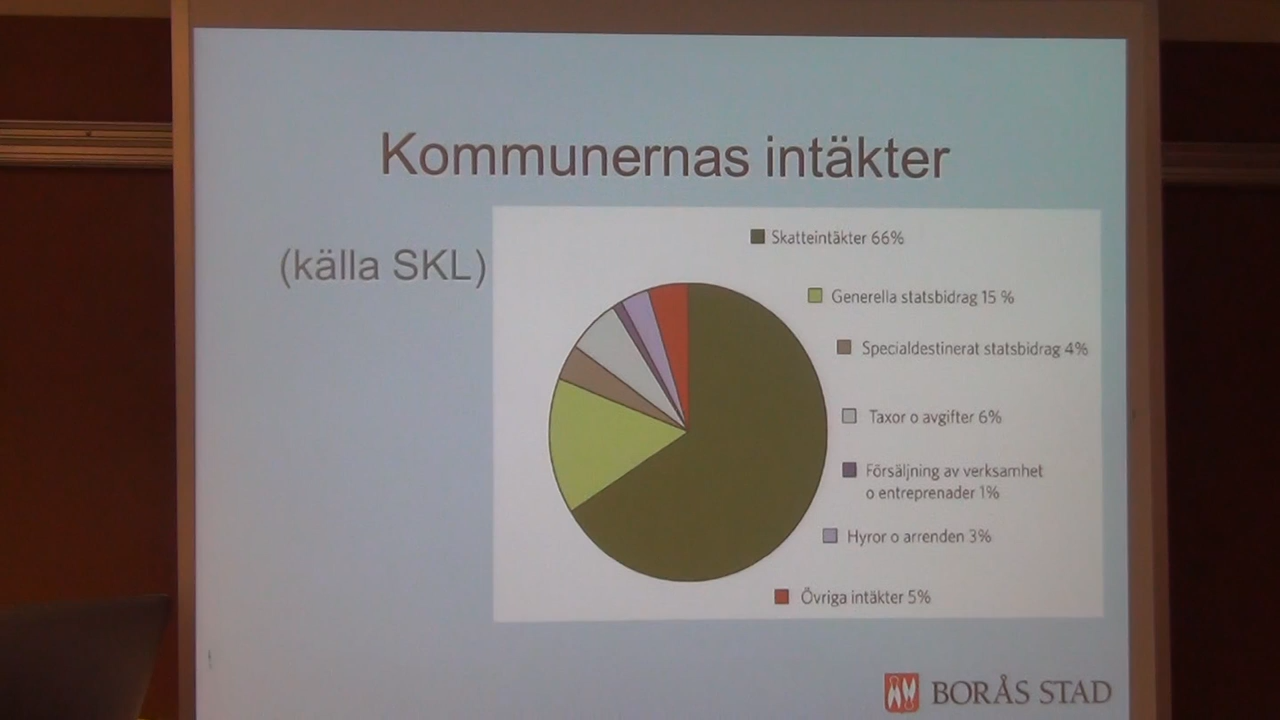 Kommunernas intäkter
(källa SKL)
Skatteintäkter 66%
Generella statsbidrag 15 %
Specialdestinerat statsbidrag 4%
Taxor o avgifter 6%
Försäljning av verksamhet
o entreprenader 1%
Hyror o arrenden 3%
Övriga intäkter 5%
BORÅS STAD